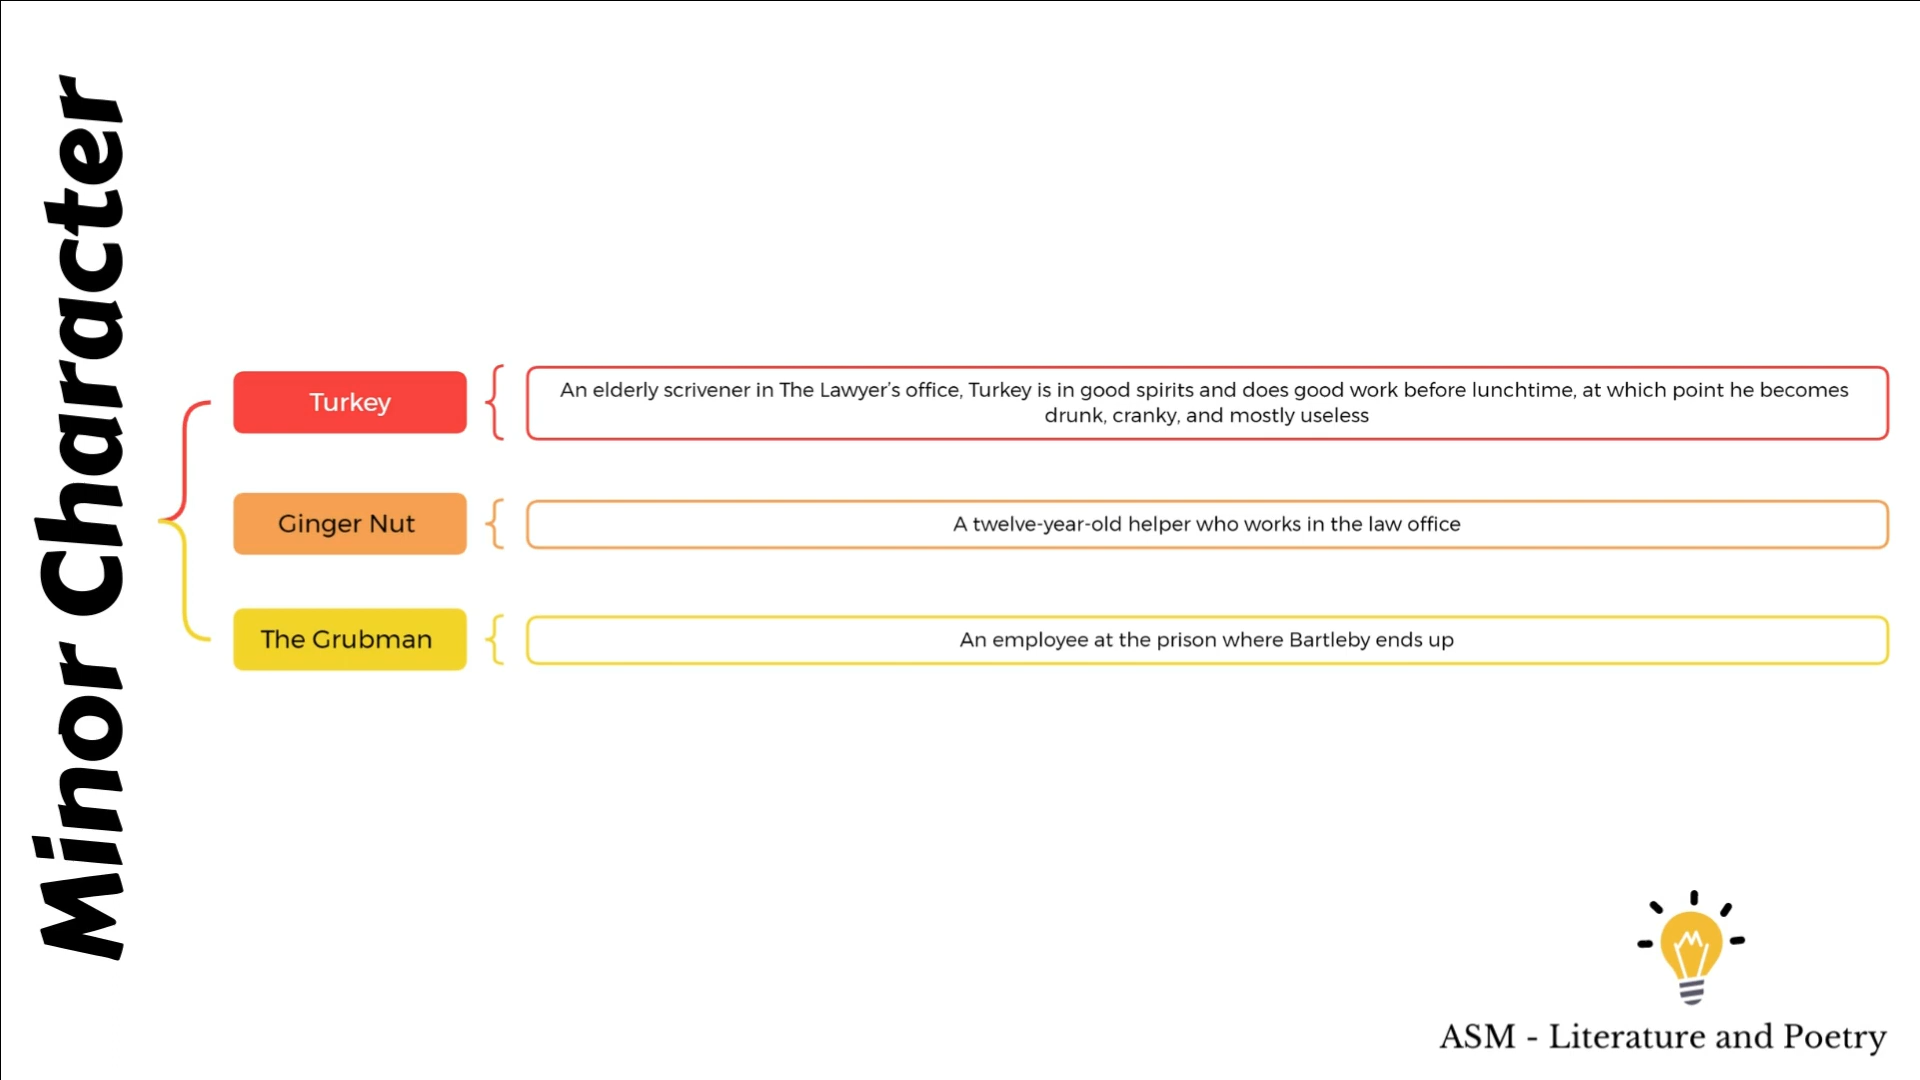 Minor Character
Turkey
An elderly scrivener in The Lawyer’s office, Turkey is in good spirits and does good work before lunchtime, at which point he becomes
drunk, cranky, and mostly useless
Ginger Nut
A twelve-year-old helper who works in the law office
The Grubman
An employee at the prison where Bartleby ends up
ASM - Literature and Poetry